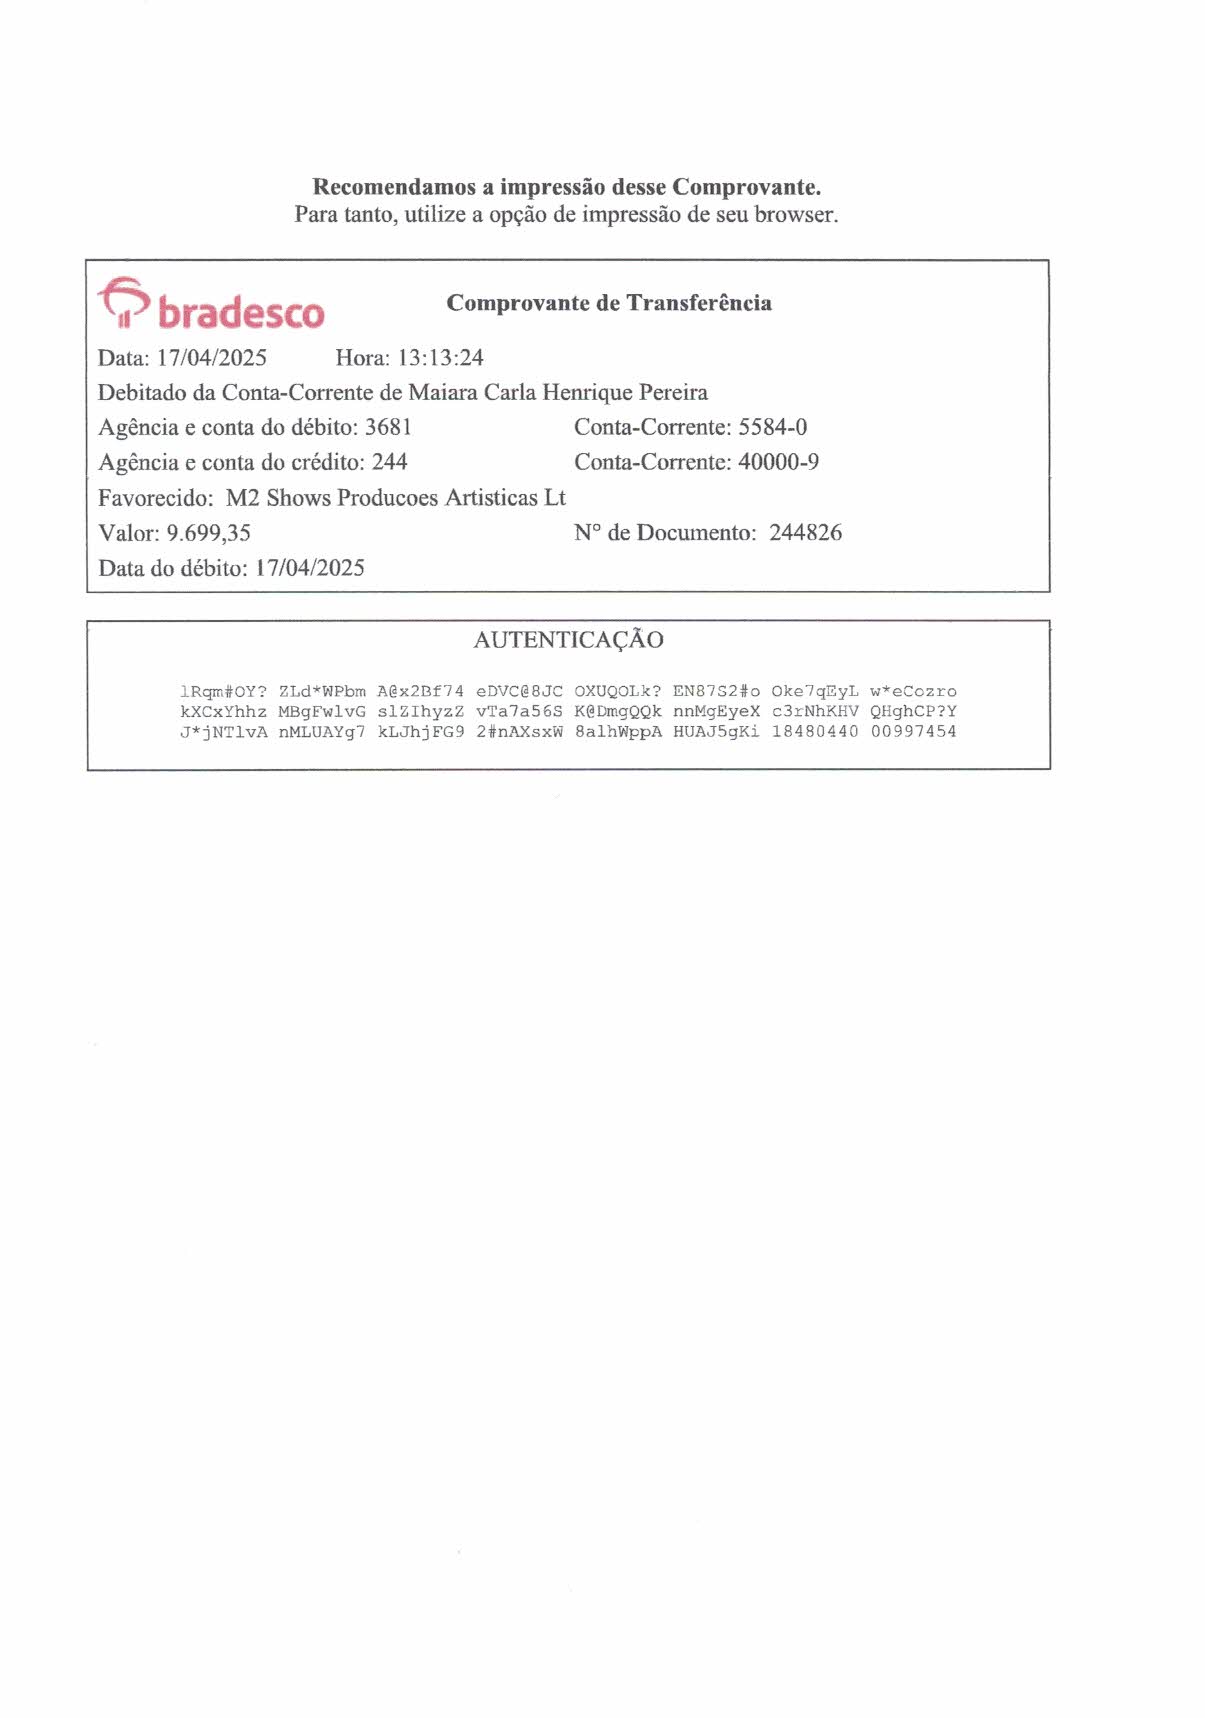 Recomendamos a impressão desse Comprovante.
Para tanto, utilize a opção de impressão de seu browser.
bradesco
Comprovante de Transferência
Data: 17/04/2025 Hora: 13:13:24
Debitado da Conta-Corrente de Maiara Carla Henrique Pereira
Agência e conta do débito: 3681 Conta-Corrente: 5584-0
Agência e conta do crédito: 244 Conta-Corrente: 40000-9
Favorecido: M2 Shows Producoes Artisticas Lt
Valor: 9.699,35 N° de Documento: 244826
Data do débito: 17/04/2025
AUTENTICAÇÃO
lRqm#OY? ZLd*WPbm A@x2Bf74 eDVC@8JC OXUQOLk? EN87S2#o Oke7qEyL w*eCozro
kXCxYhhz MBgFwlvG slZIhyzZ vTa7a56S K@DmgQQk nnMgEyeX c3rNhKHV QHghCP?Y
J*jNTlvA nMLUAYg7 kLJhjFG9 2#nAXsxW 8alhWppA HUAJ5gKi 18480440 00997454